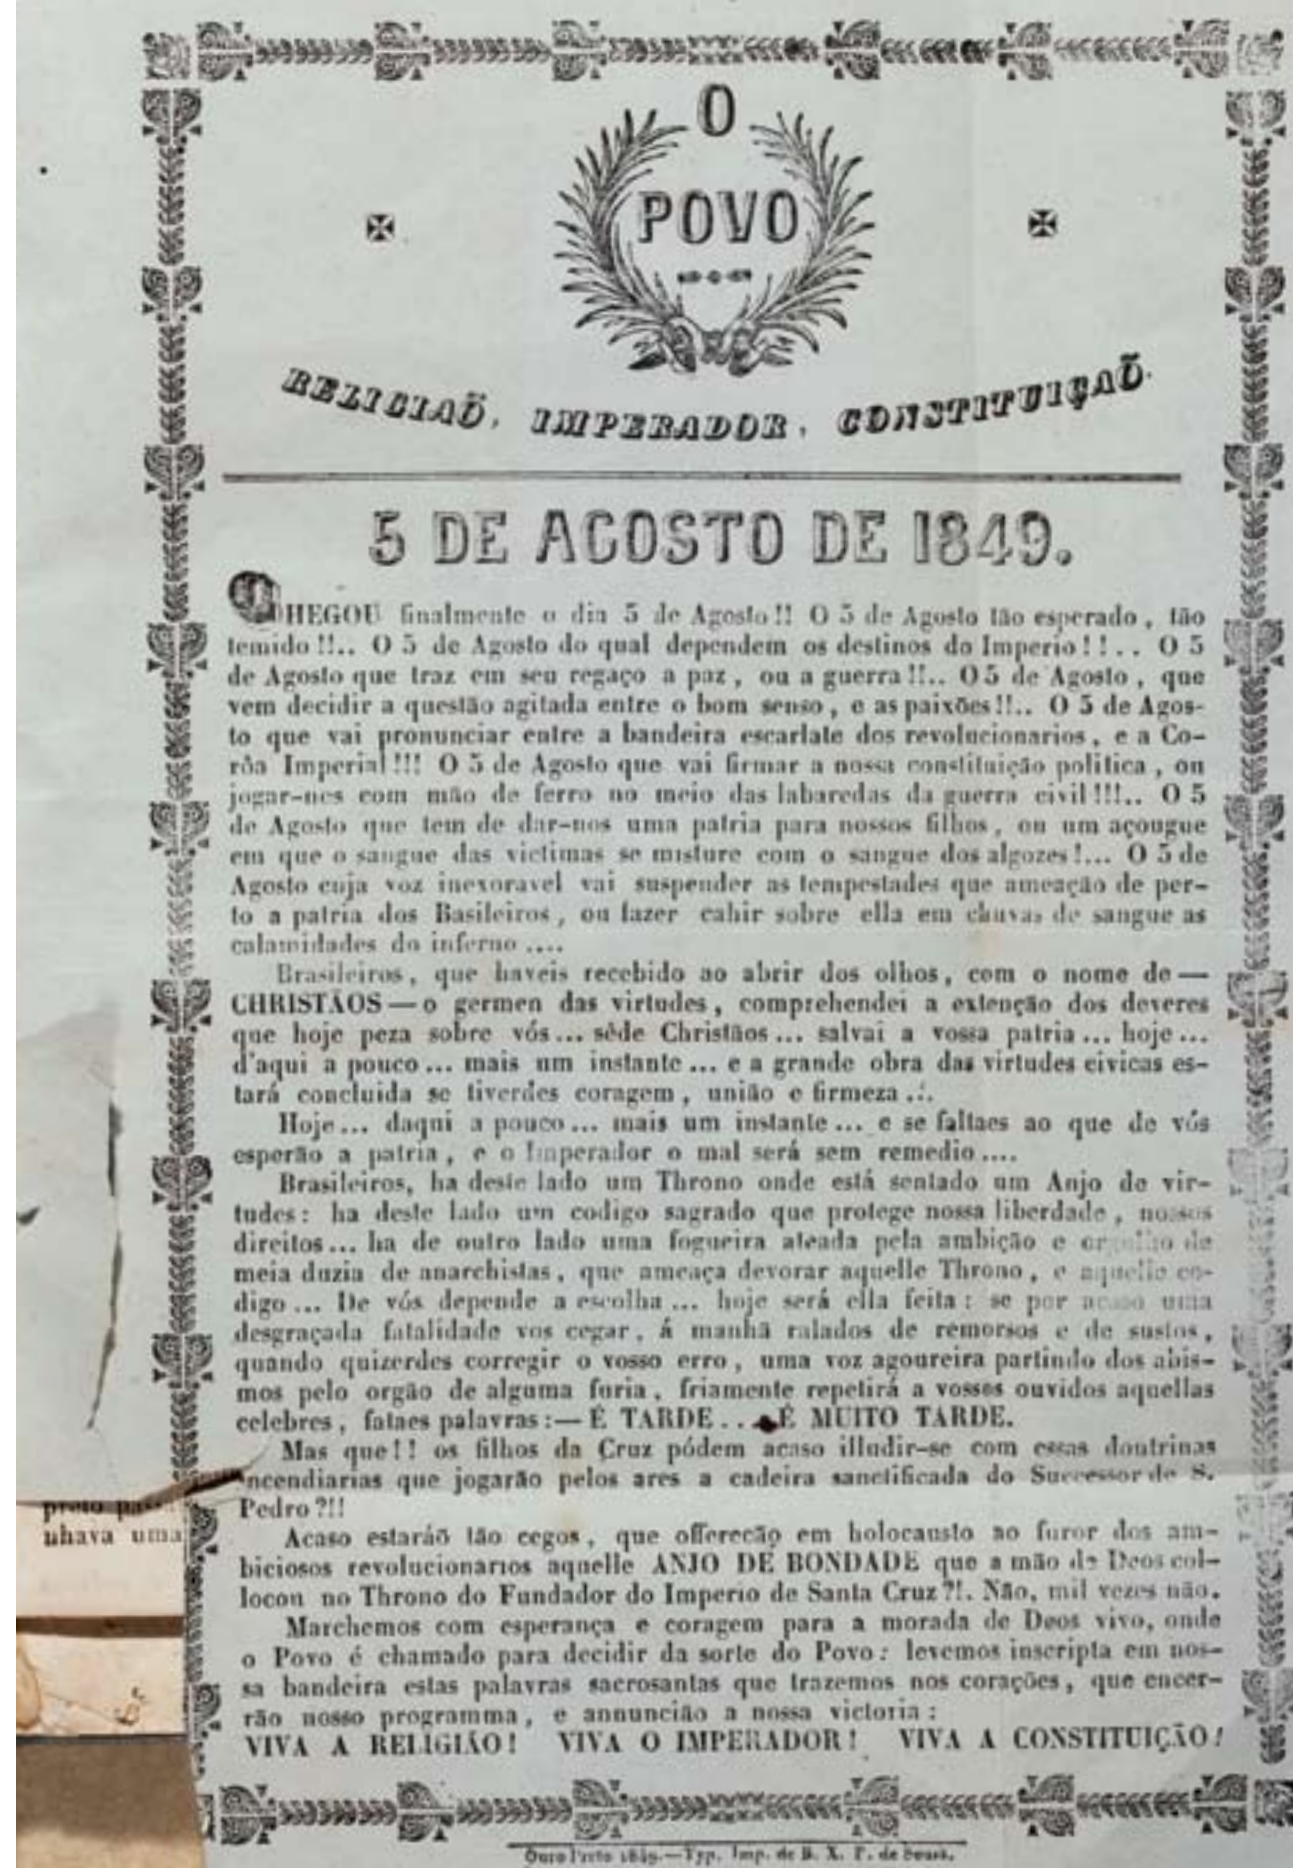 O
POVO
RELIGIAÕ, IMPERADOR, CONSTITUIÇAÕ.
5 DE AGOSTO DE 1849.
CHEGOU finalmente o dia 5 de Agosto!! O 5 de Agosto tão esperado, tão
temido!!.. O 5 de Agosto do qual dependem os destinos do Imperio!!.. O 5
de Agosto que traz em seu regaço a paz, ou a guerra!!.. O 5 de Agosto, que
vem decidir a questão agitada entre o bom senso, e as paixões!!.. O 5 de Agos-
to que vai pronunciar entre a bandeira escarlate dos revolucionarios, e a Co-
rôa Imperial!!! O 5 de Agosto que vai firmar a nossa constituição politica, ou
jogar-nos com mão de ferro no meio das labaredas da guerra civil!!!.. O 5
de Agosto que tem de dar-nos uma patria para nossos filhos, ou um açougue
em que o sangue das victimas se misture com o sangue dos algozes!... O 5 de
Agosto cuja voz inexoravel vai suspender as tempestades que ameação de per-
to a patria dos Basileiros, ou fazer cahir sobre ella em chuvas de sangue as
calamidades do inferno ....
Brasileiros, que haveis recebido ao abrir dos olhos, com o nome de —
CHRISTÃOS — o germen das virtudes, comprehendei a extenção dos deveres
que hoje peza sobre vós... sêde Christãos... salvai a vossa patria... hoje...
d'aqui a pouco... mais um instante... e a grande obra das virtudes civicas es-
tará concluida se tiverdes coragem, união e firmeza ...
Hoje... daqui a pouco... mais um instante... e se faltaes ao que de vós
esperão a patria, e o Imperador o mal será sem remedio ....
Brasileiros, ha deste lado um Throno onde está sentado um Anjo de vir-
tudes: ha deste lado um codigo sagrado que protege nossa liberdade, nossos
direitos... ha de outro lado uma fogueira ateada pela ambição e orgulho de
meia duzia de anarchistas, que ameaça devorar aquelle Throno, e aquelle co-
digo... De vós depende a escolha... hoje será ella feita: se por acaso uma
desgraçada fatalidade vos cegar, á manhã ralados de remorsos e de sustos,
quando quizerdes corregir o vosso erro, uma voz agoureira partindo dos abis-
mos pelo orgão de alguma furia, friamente repetirá a vossos ouvidos aquellas
celebres, fataes palavras:— É TARDE... É MUITO TARDE.
Mas que!! os filhos da Cruz pódem acaso illudir-se com essas doutrinas
incendiarias que jogarão pelos ares a cadeira sanctificada do Successor de S.
Pedro?!!
Acaso estaráõ tão cegos, que offereção em holocausto ao furor dos am-
biciosos revolucionarios aquelle ANJO DE BONDADE que a mão de Deos col-
locou no Throno do Fundador do Imperio de Santa Cruz?!. Não, mil vezes não.
Marchemos com esperança e coragem para a morada de Deos vivo, onde
o Povo é chamado para decidir da sorte do Povo: levemos inscripta em nos-
sa bandeira estas palavras sacrosantas que trazemos nos corações, que encer-
rão nosso programma, e annuncião a nossa victoria:
VIVA A RELIGIÃO! VIVA O IMPERADOR! VIVA A CONSTITUIÇÃO!
Ouro Preto 1849.—Typ. Imp. de B. X. P. de Sousa.
nhava uma